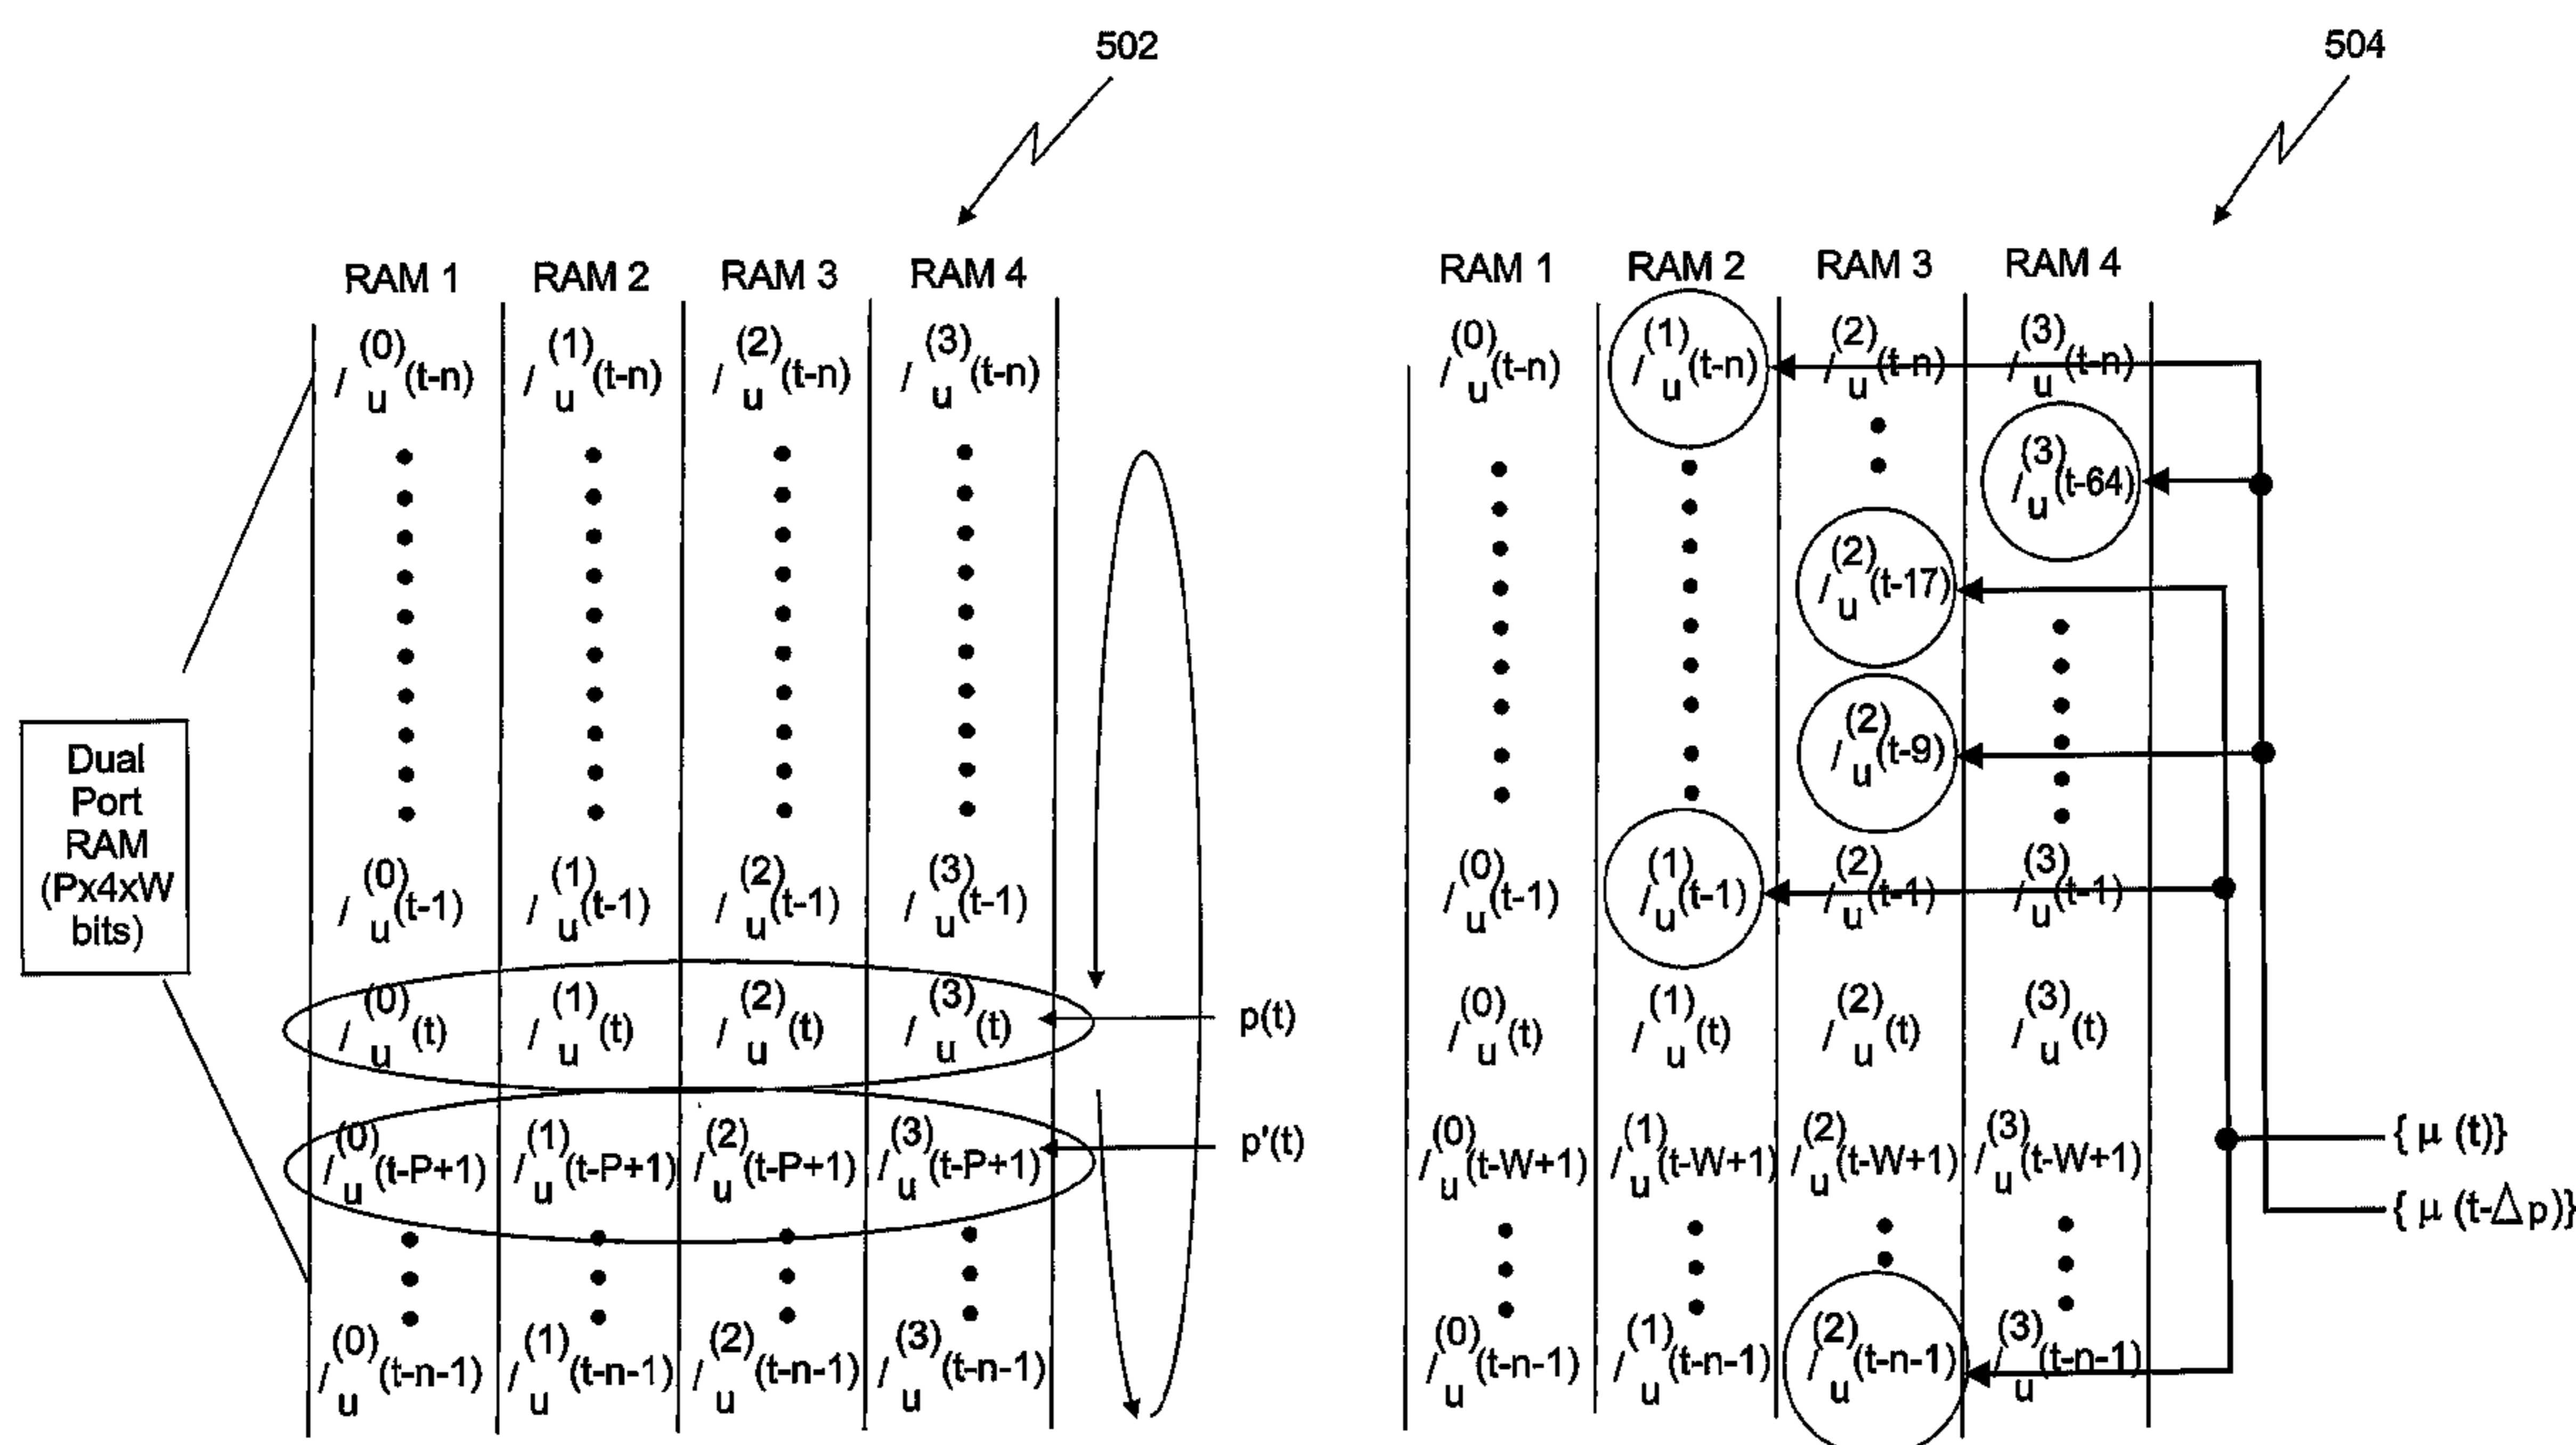 502
504
RAM 1 RAM 2 RAM 3 RAM 4
/ u (0) (t-n) / u (1) (t-n) / u (2) (t-n) / u (3) (t-n)
/ u (0) (t-1) / u (1) (t-1) / u (2) (t-1) / u (3) (t-1)
/ u (0) (t) / u (1) (t) / u (2) (t) / u (3) (t)
p(t)
/ u (0) (t-P+1) / u (1) (t-P+1) / u (2) (t-P+1) / u (3) (t-P+1)
p'(t)
/ u (0) (t-n-1) / u (1) (t-n-1) / u (2) (t-n-1) / u (3) (t-n-1)
Dual
Port
RAM
(Px4xW
bits)
RAM 1 RAM 2 RAM 3 RAM 4
/ u (0) (t-n) / u (1) (t-n) / u (2) (t-n) / u (3) (t-n)
/ u (3) (t-64)
/ u (2) (t-17)
/ u (2) (t-9)
/ u (0) (t-1) / u (1) (t-1) / u (2) (t-1) / u (3) (t-1)
/ u (0) (t) / u (1) (t) / u (2) (t) / u (3) (t)
/ u (0) (t-W+1) / u (1) (t-W+1) / u (2) (t-W+1) / u (3) (t-W+1)
/ u (0) (t-n-1) / u (1) (t-n-1) / u (2) (t-n-1) / u (3) (t-n-1)
{ μ (t)}
{ μ (t-Δp)}